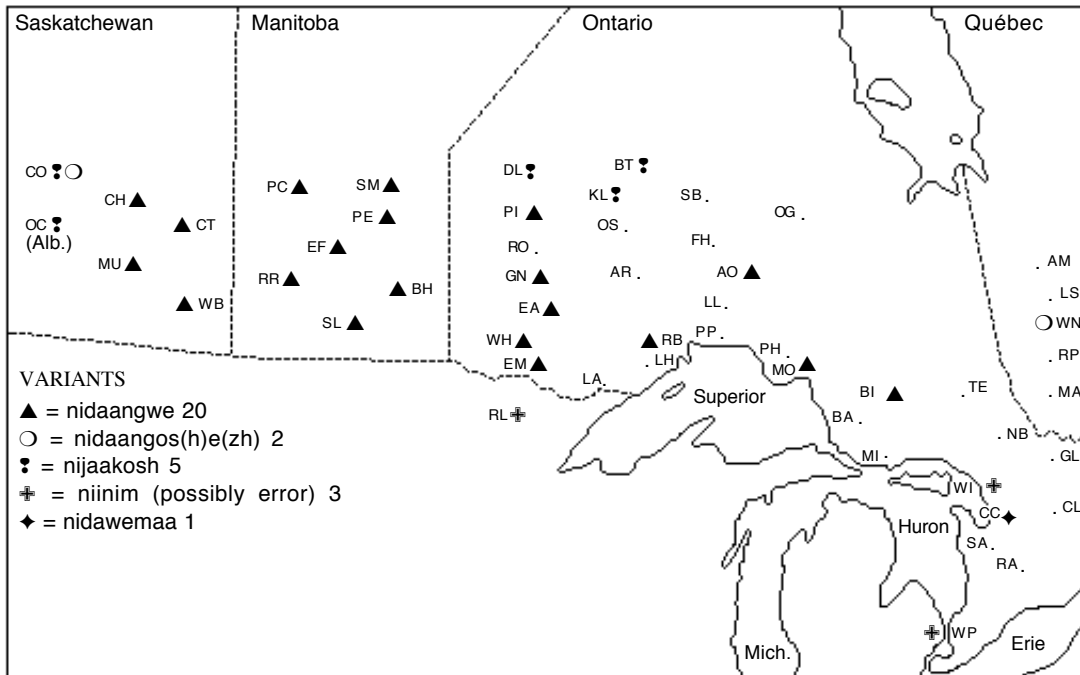 Saskatchewan Manitoba Ontario Québec
CO
DL
BT
PC
SM
KL
SB
CH
PI
OG
OC
(Alb.)
CT
PE
OS
EF
RO
FH
AM
MU
RR
BH
GN
AR
AO
LS
WB
EA
LL
SL
WN
WH
RB
PP
PH
RP
EM
LH
MO
LA
VARIANTS
▲ = nidaangwe 20
❍ = nidaangos(h)e(zh) 2
❢ = nijaakosh 5
✙ = niinim (possibly error) 3
✦ = nidawemaa 1
RL
Superior
BI
TE
MA
BA
NB
MI
GL
WI
CC
CL
Huron
SA
RA
WP
Mich.
Erie